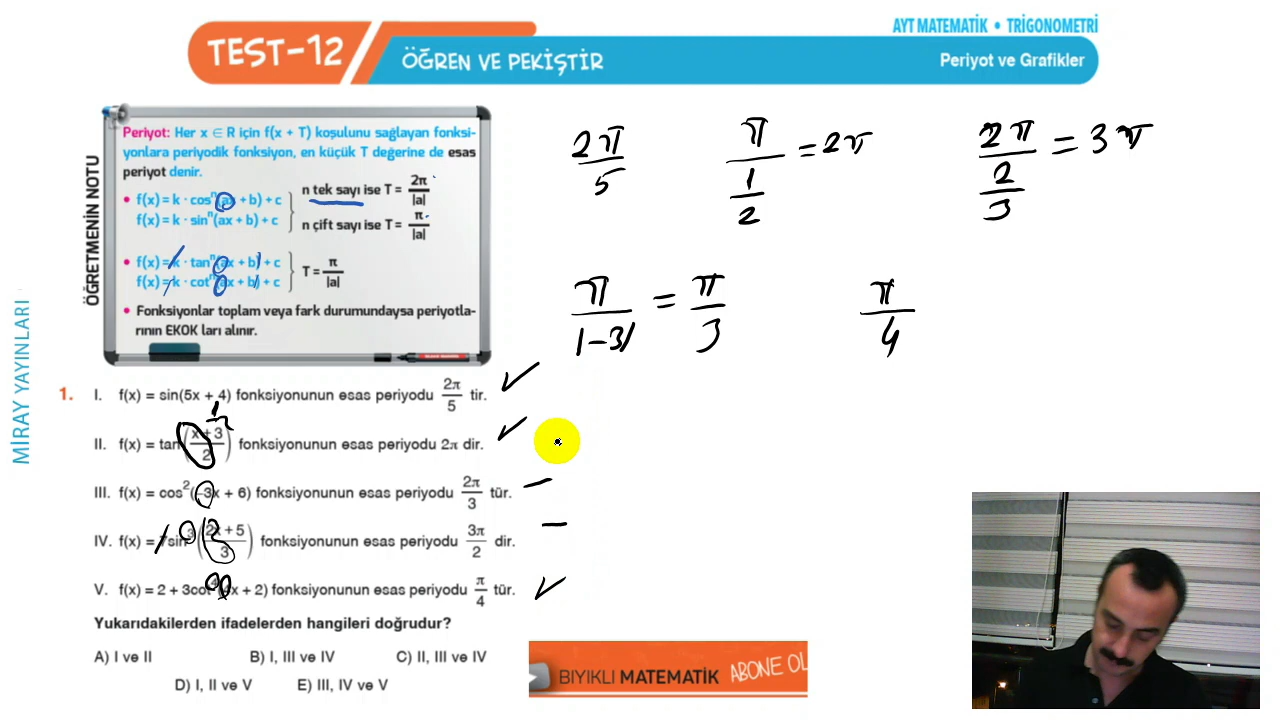 AYT MATEMATİK • TRİGONOMETRİ
TEST-12
ÖĞREN VE PEKİŞTİR
Periyot ve Grafikler
ÖĞRETMENİN NOTU
Periyot: Her x ∈ R için f(x + T) koşulunu sağlayan fonksi-
yonlara periyodik fonksiyon, en küçük T değerine de esas
periyot denir.
• f(x) = k · cosⁿ(ax + b) + c
f(x) = k · sinⁿ(ax + b) + c
n tek sayı ise T = 2π/|a|
n çift sayı ise T = π/|a|
• f(x) = k · tanⁿ(ax + b) + c
f(x) = k · cotⁿ(ax + b) + c
T = π/|a|
• Fonksiyonlar toplam veya fark durumundaysa periyotla-
rının EKOK ları alınır.
2π/5
π/(1/2) = 2π
2π/(2/3) = 3π
π/|-3| = π/3
π/4
MİRAY YAYINLARI
1. I. f(x) = sin(5x + 4) fonksiyonunun esas periyodu 2π/5 tir.
1/2
II. f(x) = tan((x+3)/2) fonksiyonunun esas periyodu 2π dir.
III. f(x) = cos²(-3x + 6) fonksiyonunun esas periyodu 2π/3 tür.
IV. f(x) = 7sin³((2x+5)/3) fonksiyonunun esas periyodu 3π/2 dir.
V. f(x) = 2 + 3cot⁴(4x + 2) fonksiyonunun esas periyodu π/4 tür.
Yukarıdakilerden ifadelerden hangileri doğrudur?
A) I ve II B) I, III ve IV C) II, III ve IV
D) I, II ve V E) III, IV ve V
BIYIKLI MATEMATİK ABONE OL